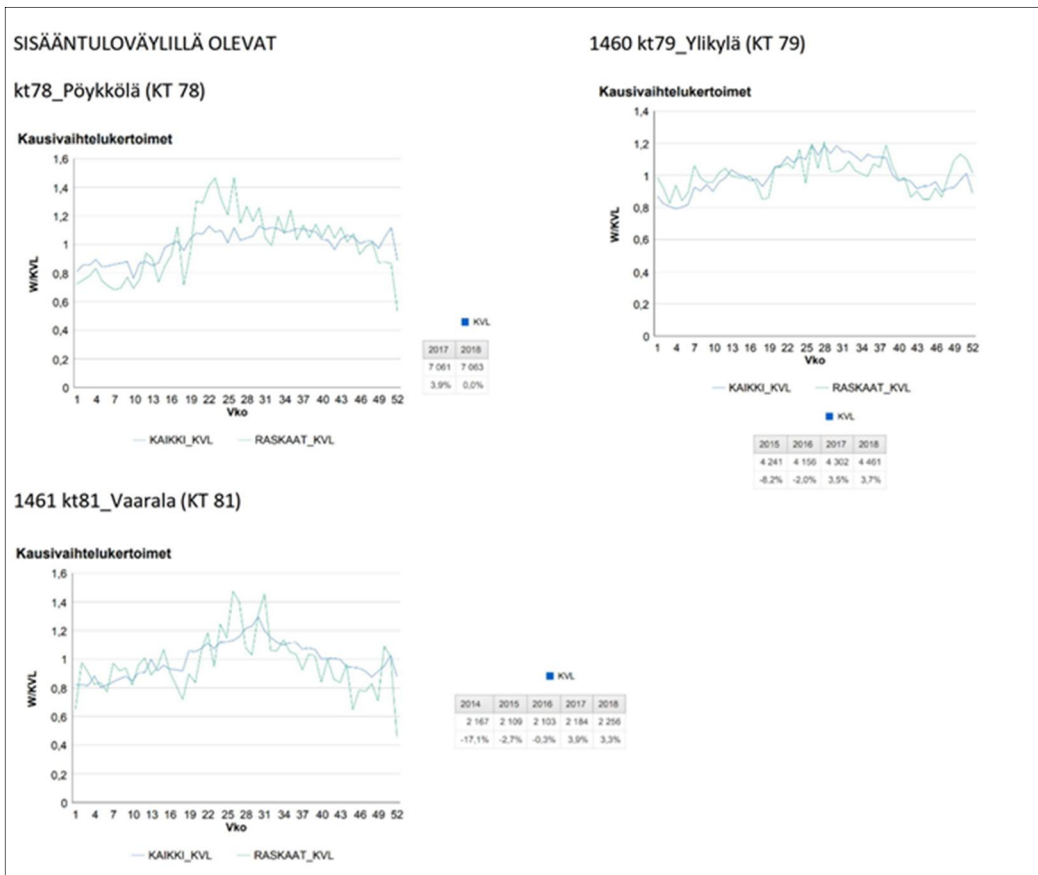 SISÄÄNTULOVÄYLILLÄ OLEVAT
kt78_Pöykkölä (KT 78)
Kausivaihtelukertoimet
1,6
1,4
1,2
1
0,8
0,6
0,4
0,2
0
W/KVL
1 4 7 10 13 16 19 22 25 28 31 34 37 40 43 46 49 52
Vko
KAIKKI_KVL RASKAAT_KVL
KVL
2017 2018
7 061 7 063
3,9% 0,0%
1460 kt79_Ylikylä (KT 79)
Kausivaihtelukertoimet
1,4
1,2
1
0,8
0,6
0,4
0,2
0
W/KVL
1 4 7 10 13 16 19 22 25 28 31 34 37 40 43 46 49 52
Vko
KAIKKI_KVL RASKAAT_KVL
KVL
2015 2016 2017 2018
4 241 4 156 4 302 4 461
-8,2% -2,0% 3,5% 3,7%
1461 kt81_Vaarala (KT 81)
Kausivaihtelukertoimet
1,6
1,4
1,2
1
0,8
0,6
0,4
0,2
0
W/KVL
1 4 7 10 13 16 19 22 25 28 31 34 37 40 43 46 49 52
Vko
KAIKKI_KVL RASKAAT_KVL
KVL
2014 2015 2016 2017 2018
2 167 2 109 2 103 2 184 2 256
-17,1% -2,7% -0,3% 3,9% 3,3%